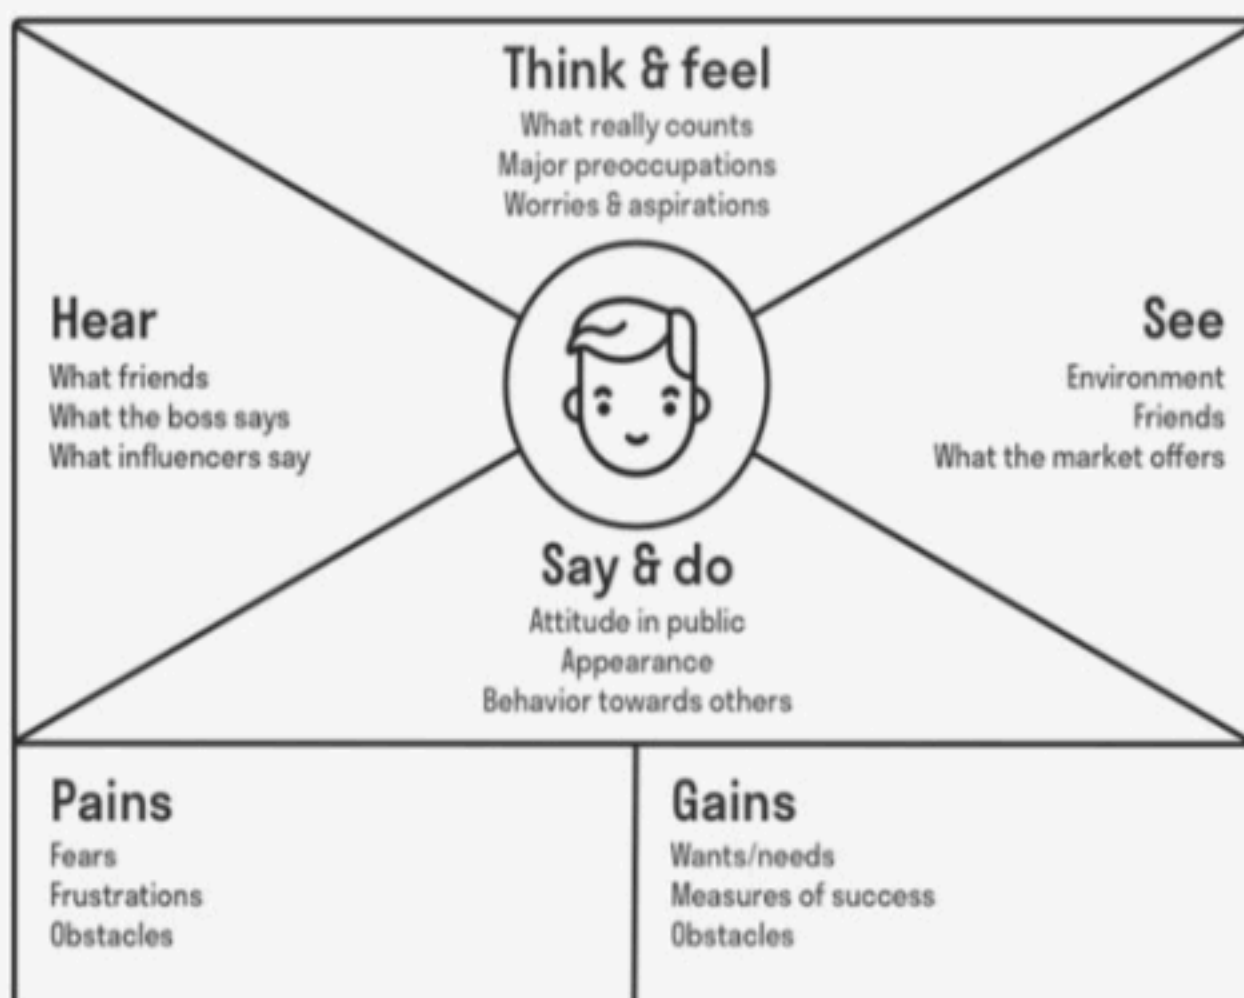 Think & feel
What really counts
Major preoccupations
Worries & aspirations
Hear
What friends
What the boss says
What influencers say
See
Environment
Friends
What the market offers
Say & do
Attitude in public
Appearance
Behavior towards others
Pains
Fears
Frustrations
Obstacles
Gains
Wants/needs
Measures of success
Obstacles